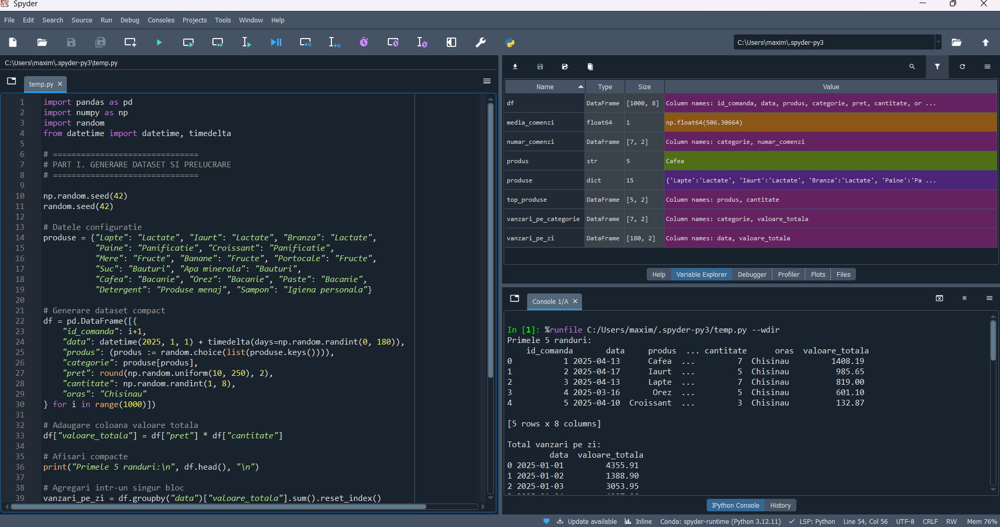 Spyder
File Edit Search Source Run Debug Consoles Projects Tools Window Help
C:\Users\maxim\.spyder-py3
C:\Users\maxim\.spyder-py3\temp.py
temp.py
1 import pandas as pd
2 import numpy as np
3 import random
4 from datetime import datetime, timedelta
5
6 # ===============================
7 # PART I. GENERARE DATASET SI PRELUCRARE
8 # ===============================
9
10 np.random.seed(42)
11 random.seed(42)
12
13 # Datele configuratie
14 produse = {"Lapte": "Lactate", "Iaurt": "Lactate", "Branza": "Lactate",
15 "Paine": "Panificatie", "Croissant": "Panificatie",
16 "Mere": "Fructe", "Banane": "Fructe", "Portocale": "Fructe",
17 "Suc": "Bauturi", "Apa minerala": "Bauturi",
18 "Cafea": "Bacanie", "Orez": "Bacanie", "Paste": "Bacanie",
19 "Detergent": "Produse menaj", "Sampon": "Igiena personala"}
20
21 # Generare dataset compact
22 df = pd.DataFrame([{
23 "id_comanda": i+1,
24 "data": datetime(2025, 1, 1) + timedelta(days=np.random.randint(0, 180)),
25 "produs": (produs := random.choice(list(produse.keys()))),
26 "categorie": produse[produs],
27 "pret": round(np.random.uniform(10, 250), 2),
28 "cantitate": np.random.randint(1, 8),
29 "oras": "Chisinau"
30 } for i in range(1000)])
31
32 # Adaugare coloana valoare totala
33 df["valoare_totala"] = df["pret"] * df["cantitate"]
34
35 # Afisari compacte
36 print("Primele 5 randuri:\n", df.head(), "\n")
37
38 # Agregari intr-un singur bloc
39 vanzari_pe_zi = df.groupby("data")["valoare_totala"].sum().reset_index()
Name Type Size Value
df DataFrame [1000, 8] Column names: id_comanda, data, produs, categorie, pret, cantitate, or ...
media_comenzi float64 1 np.float64(506.30664)
numar_comenzi DataFrame [7, 2] Column names: categorie, numar_comenzi
produs str 5 Cafea
produse dict 15 {'Lapte':'Lactate', 'Iaurt':'Lactate', 'Branza':'Lactate', 'Paine':'Pa ...
top_produse DataFrame [5, 2] Column names: produs, cantitate
vanzari_pe_categorie DataFrame [7, 2] Column names: categorie, valoare_totala
vanzari_pe_zi DataFrame [180, 2] Column names: data, valoare_totala
Help Variable Explorer Debugger Profiler Plots Files
Console 1/A
In [1]: %runfile C:/Users/maxim/.spyder-py3/temp.py --wdir
Primele 5 randuri:
id_comanda data produs ... cantitate oras valoare_totala
0 1 2025-04-13 Cafea ... 7 Chisinau 1408.19
1 2 2025-04-17 Iaurt ... 5 Chisinau 985.65
2 3 2025-04-13 Lapte ... 7 Chisinau 819.00
3 4 2025-03-16 Orez ... 5 Chisinau 601.10
4 5 2025-04-10 Croissant ... 3 Chisinau 132.87
[5 rows x 8 columns]
Total vanzari pe zi:
data valoare_totala
0 2025-01-01 4355.91
1 2025-01-02 1388.90
2 2025-01-03 3053.95
IPython Console History
Update available Inline Conda: spyder-runtime (Python 3.12.11) LSP: Python Line 54, Col 56 UTF-8 CRLF RW Mem 76%